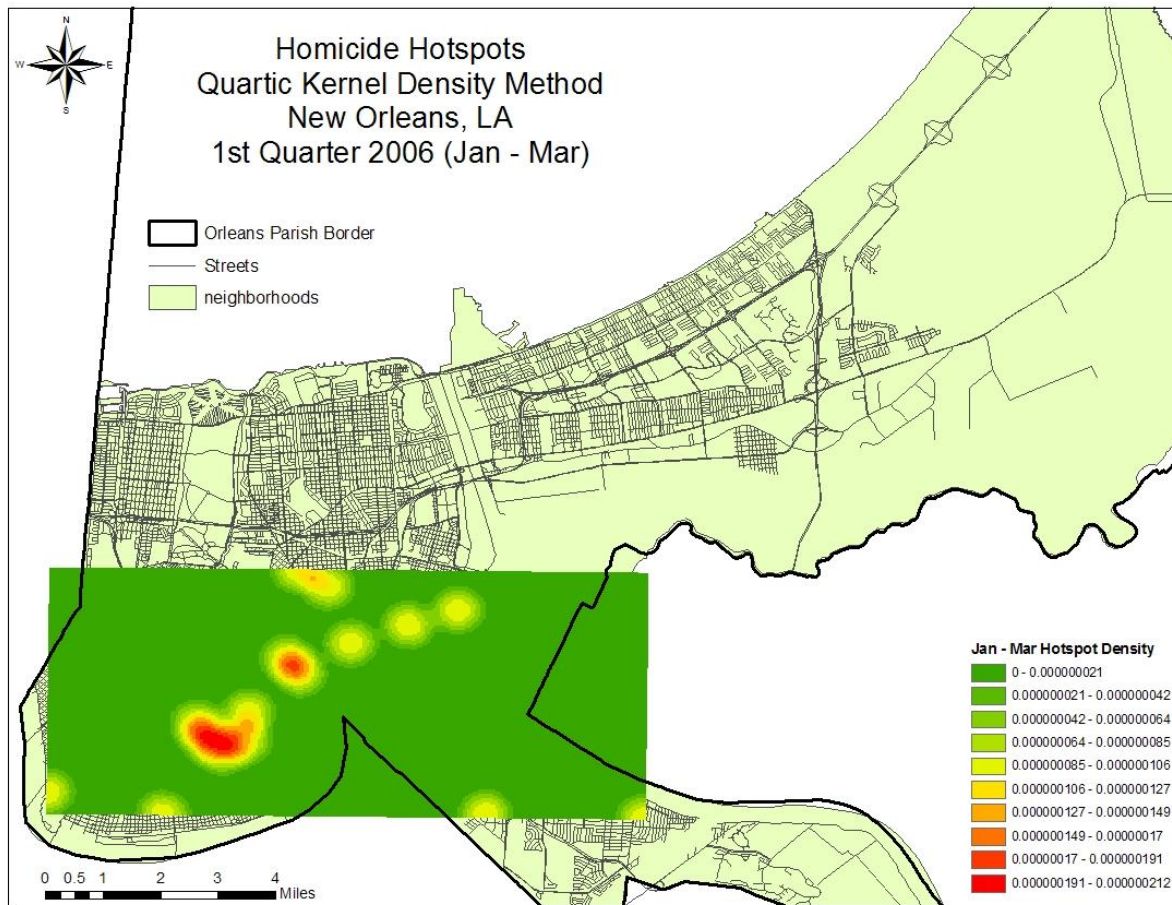 N
W
E
S
Homicide Hotspots
Quartic Kernel Density Method
New Orleans, LA
1st Quarter 2006 (Jan - Mar)
Orleans Parish Border
Streets
neighborhoods
Jan - Mar Hotspot Density
0 - 0.000000021
0.000000021 - 0.000000042
0.000000042 - 0.000000064
0.000000064 - 0.000000085
0.000000085 - 0.000000106
0.000000106 - 0.000000127
0.000000127 - 0.000000149
0.000000149 - 0.00000017
0.00000017 - 0.000000191
0.000000191 - 0.000000212
0 0.5 1 2 3 4
Miles